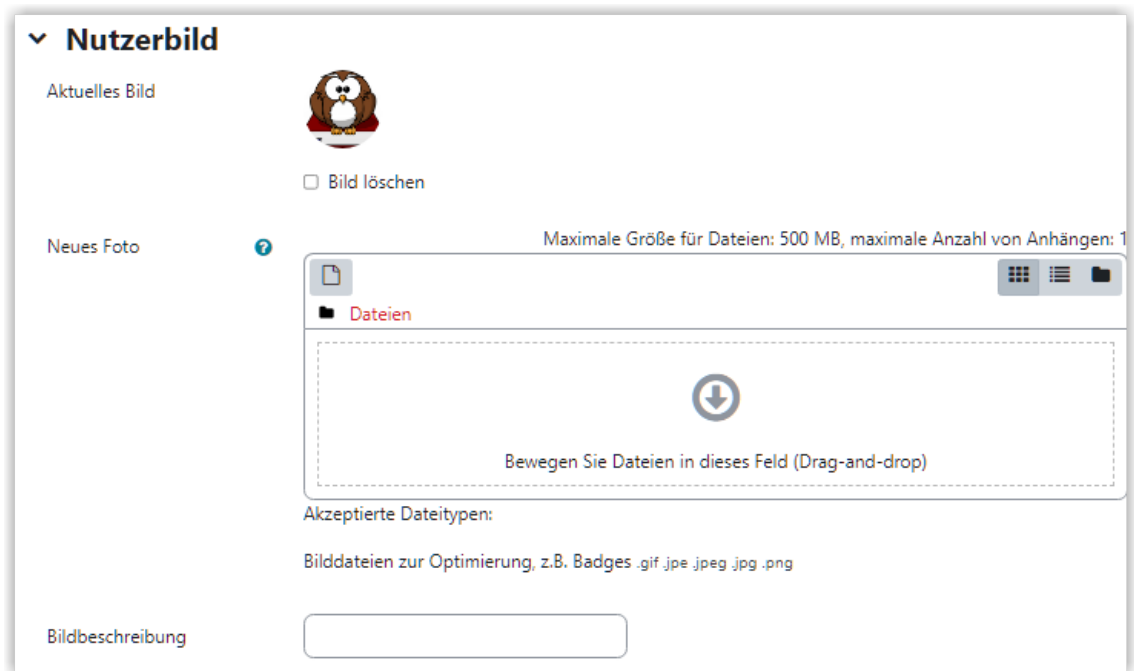 Nutzerbild
Aktuelles Bild
Bild löschen
Neues Foto
Maximale Größe für Dateien: 500 MB, maximale Anzahl von Anhängen: 1
Dateien
Bewegen Sie Dateien in dieses Feld (Drag-and-drop)
Akzeptierte Dateitypen:
Bilddateien zur Optimierung, z.B. Badges .gif .jpe .jpeg .jpg .png
Bildbeschreibung